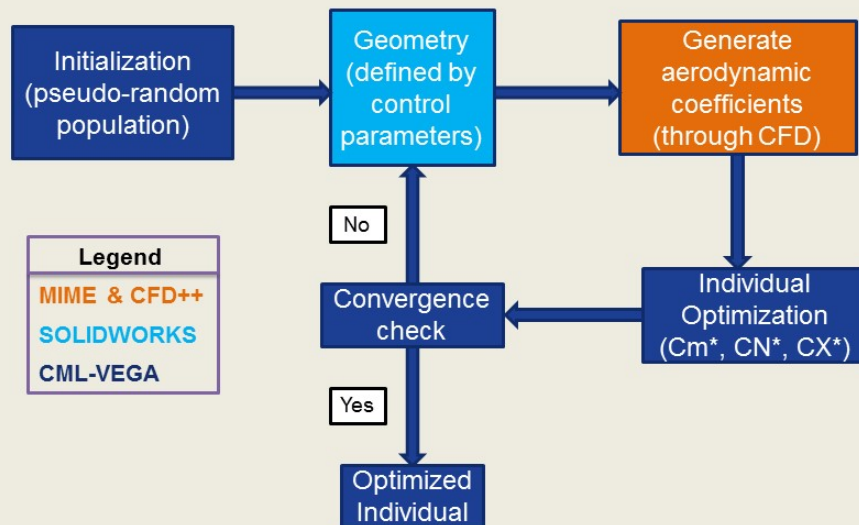 Initialization
(pseudo-random
population)
Geometry
(defined by
control
parameters)
Generate
aerodynamic
coefficients
(through CFD)
No
Legend
MIME & CFD++
SOLIDWORKS
CML-VEGA
Convergence
check
Individual
Optimization
(Cm*, CN*, CX*)
Yes
Optimized
Individual